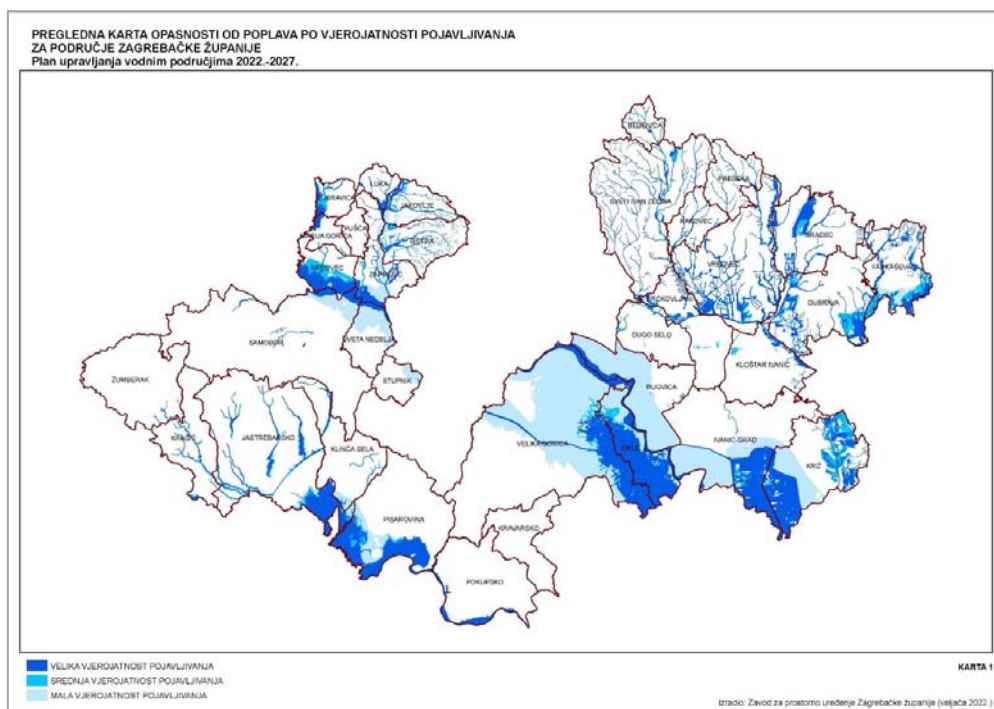 PREGLEDNA KARTA OPASNOSTI OD POPLAVA PO VJEROJATNOSTI POJAVLJIVANJA
ZA PODRUČJE ZAGREBAČKE ŽUPANIJE
Plan upravljanja vodnim područjima 2022.-2027.
BEDENICA
LUKA
PRESEKA
DUBRAVICA
JAKOVLJE
SVETI IVAN ZELINA
RAKOVEC
GRADEC
PUŠĆA
MARIJA GORICA
BISTRA
VRBOVEC
FARKAŠEVAC
BRDOVEC
ZAPREŠIĆ
BRCKOVLJANI
DUBRAVA
DUGO SELO
SAMOBOR
SVETA NEDELJA
KLOŠTAR IVANIĆ
ŽUMBERAK
STUPNIK
RUGVICA
KRAŠIĆ
JASTREBARSKO
KLINČA SELA
VELIKA GORICA
ORLE
IVANIĆ-GRAD
KRIŽ
PISAROVINA
KRAVARSKO
POKUPSKO
VELIKA VJEROJATNOST POJAVLJIVANJA
SREDNJA VJEROJATNOST POJAVLJIVANJA
MALA VJEROJATNOST POJAVLJIVANJA
KARTA 1
Izradio: Zavod za prostorno uređenje Zagrebačke županije (veljača 2022.)